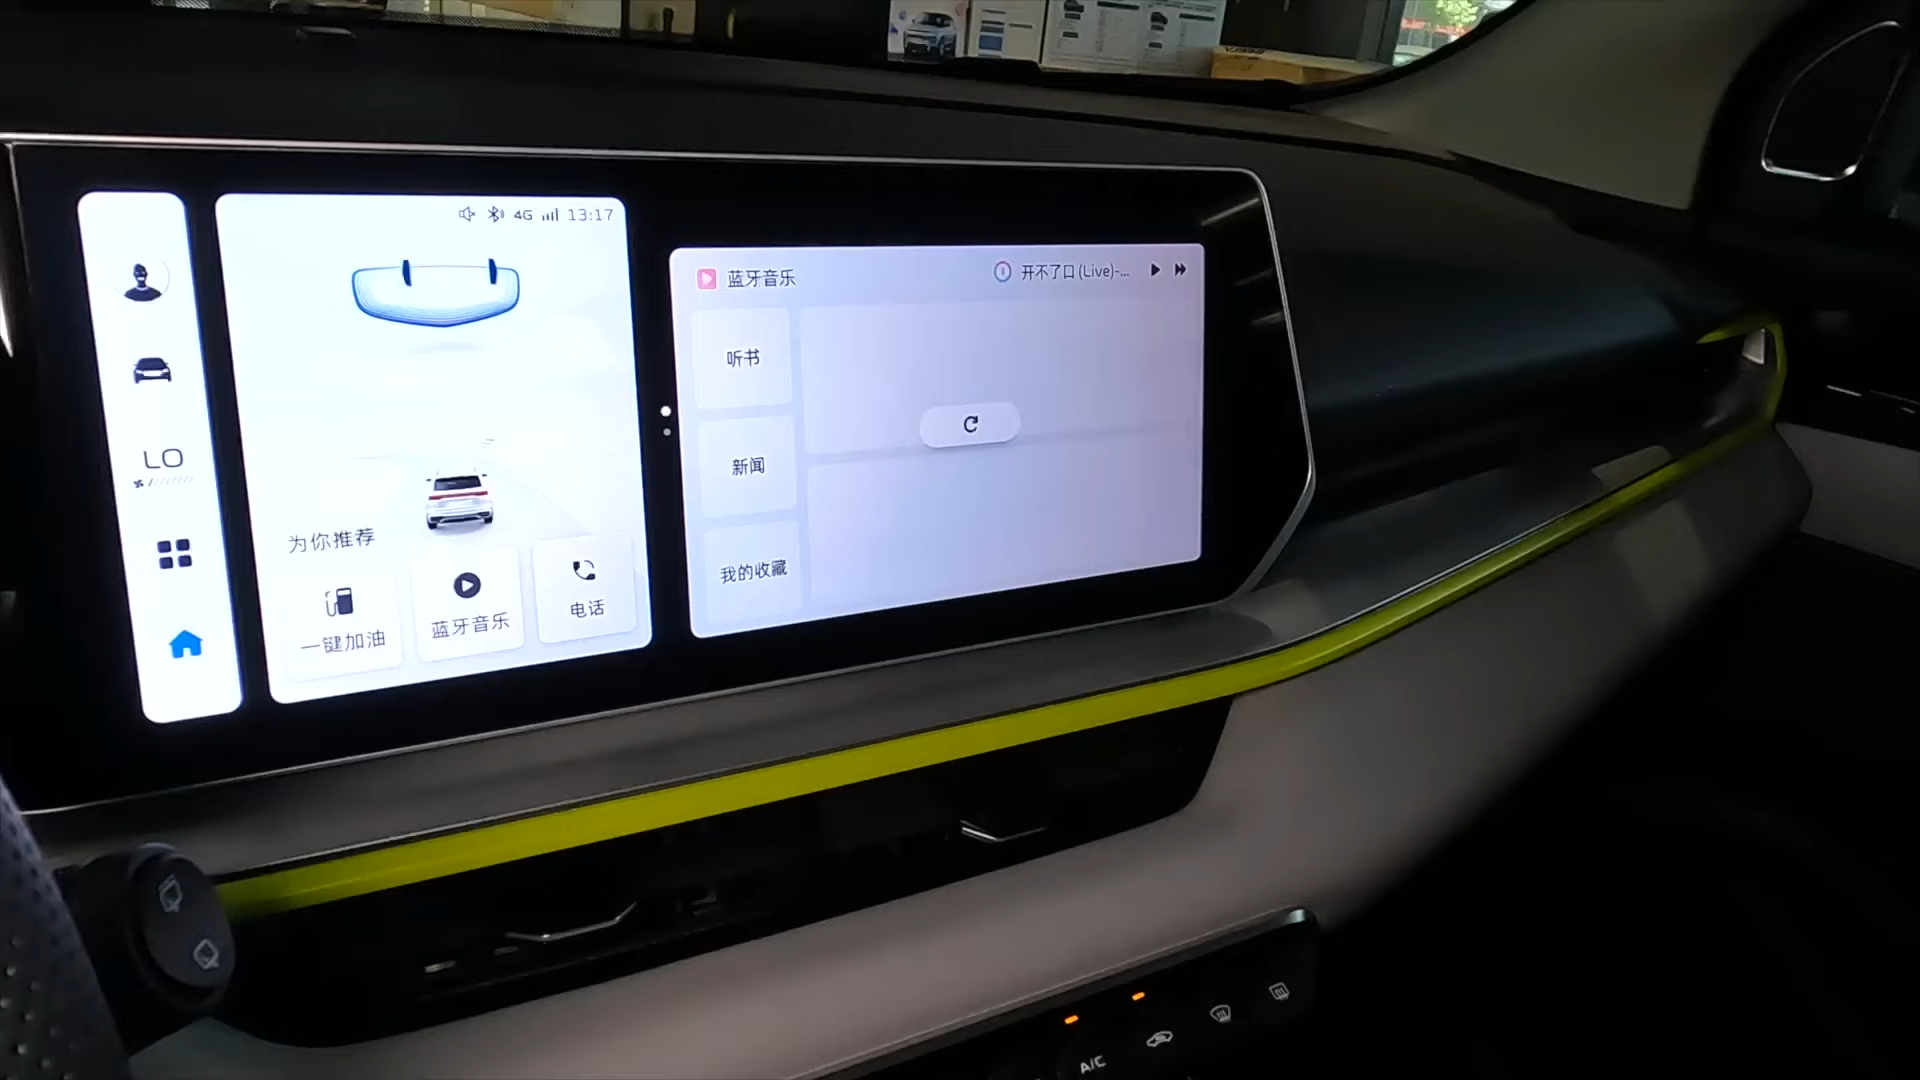 4G 13:17
LO
为你推荐
一键加油
蓝牙音乐
电话
蓝牙音乐
开不了口(Live)-...
听书
新闻
我的收藏
A/C